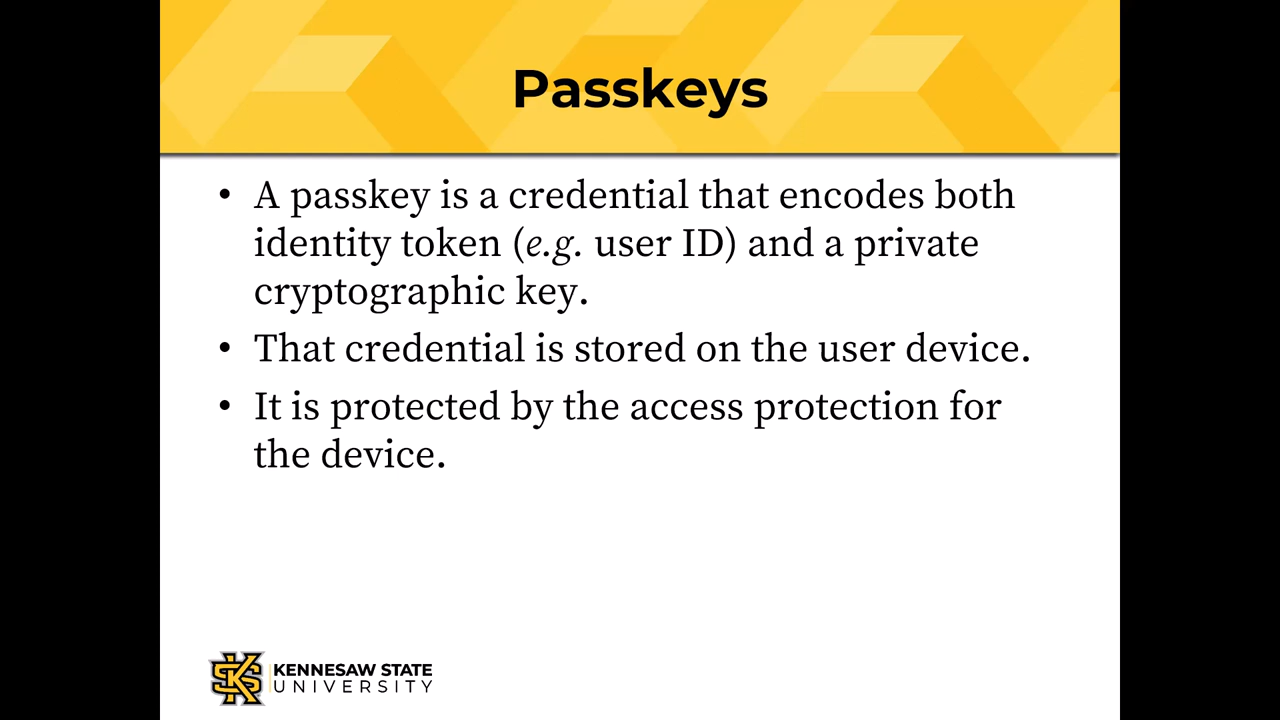 Passkeys
• A passkey is a credential that encodes both
identity token (e.g. user ID) and a private
cryptographic key.
• That credential is stored on the user device.
• It is protected by the access protection for
the device.
KS
KENNESAW STATE
UNIVERSITY